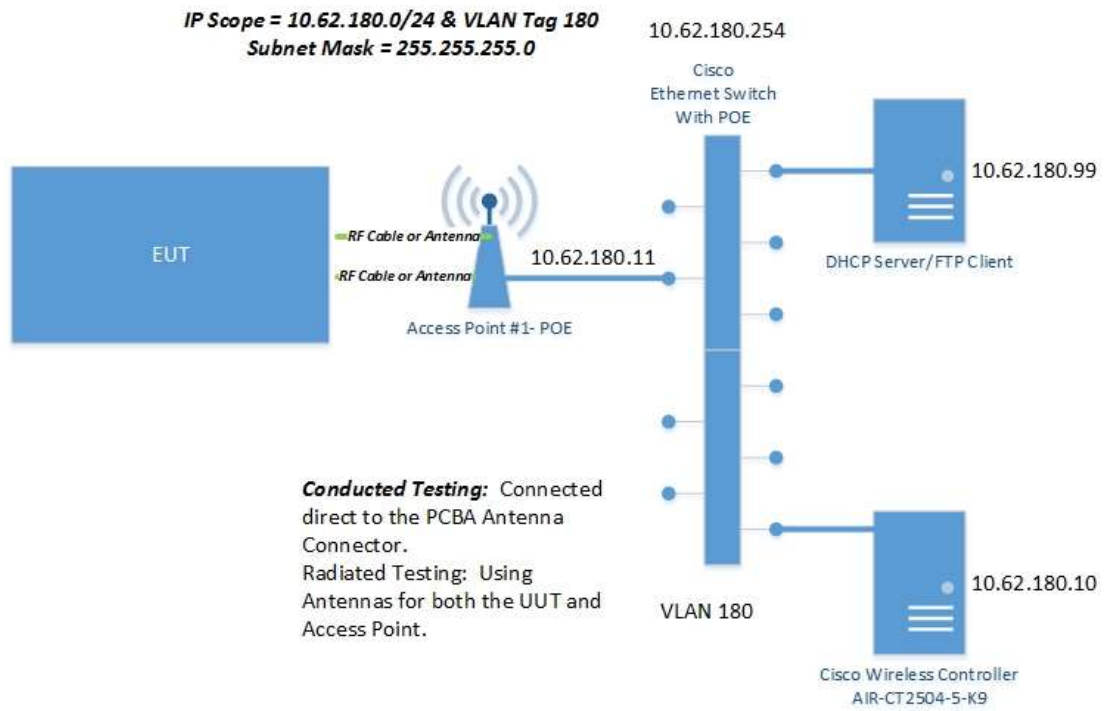 IP Scope = 10.62.180.0/24 & VLAN Tag 180
Subnet Mask = 255.255.255.0
10.62.180.254
Cisco
Ethernet Switch
With POE
10.62.180.99
DHCP Server/FTP Client
EUT
RF Cable or Antenna
RF Cable or Antenna
10.62.180.11
Access Point #1- POE
Conducted Testing: Connected
direct to the PCBA Antenna
Connector.
Radiated Testing: Using
Antennas for both the UUT and
Access Point.
VLAN 180
10.62.180.10
Cisco Wireless Controller
AIR-CT2504-5-K9